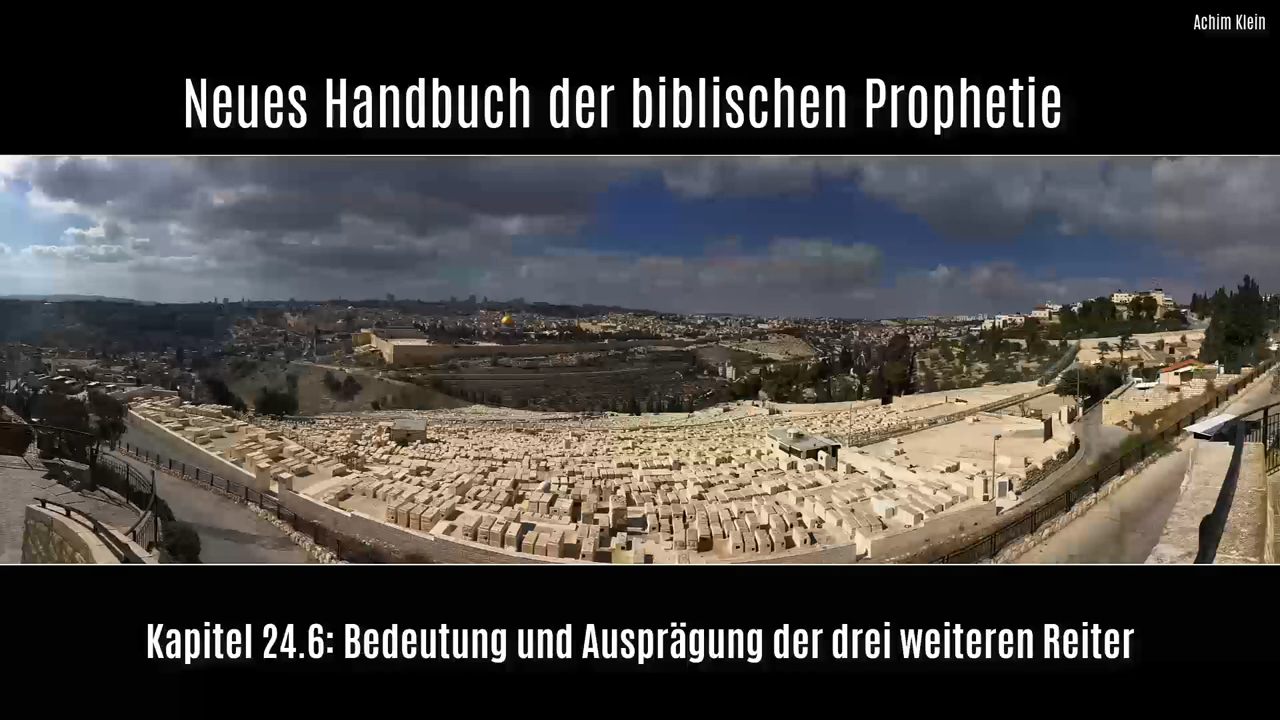 Achim Klein
Neues Handbuch der biblischen Prophetie
Kapitel 24.6: Bedeutung und Ausprägung der drei weiteren Reiter